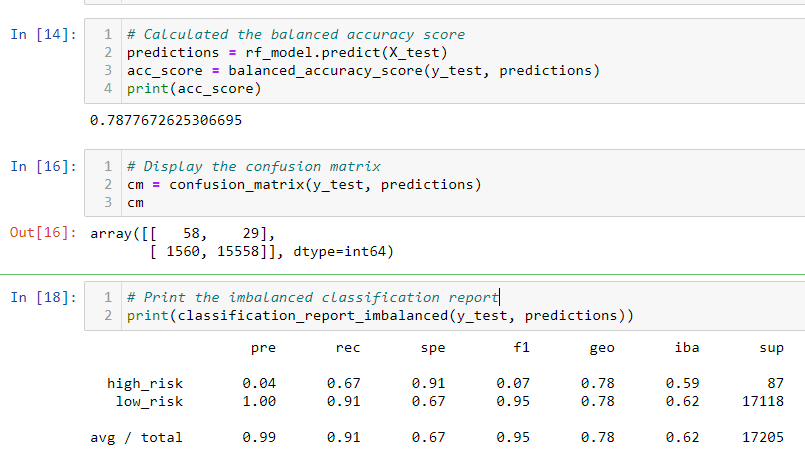 In [14]: 1 # Calculated the balanced accuracy score
2 predictions = rf_model.predict(X_test)
3 acc_score = balanced_accuracy_score(y_test, predictions)
4 print(acc_score)
0.7877672625306695
In [16]: 1 # Display the confusion matrix
2 cm = confusion_matrix(y_test, predictions)
3 cm
Out[16]: array([[   58,    29],
       [ 1560, 15558]], dtype=int64)
In [18]: 1 # Print the imbalanced classification report
2 print(classification_report_imbalanced(y_test, predictions))
pre rec spe f1 geo iba sup
high_risk 0.04 0.67 0.91 0.07 0.78 0.59 87
low_risk 1.00 0.91 0.67 0.95 0.78 0.62 17118
avg / total 0.99 0.91 0.67 0.95 0.78 0.62 17205